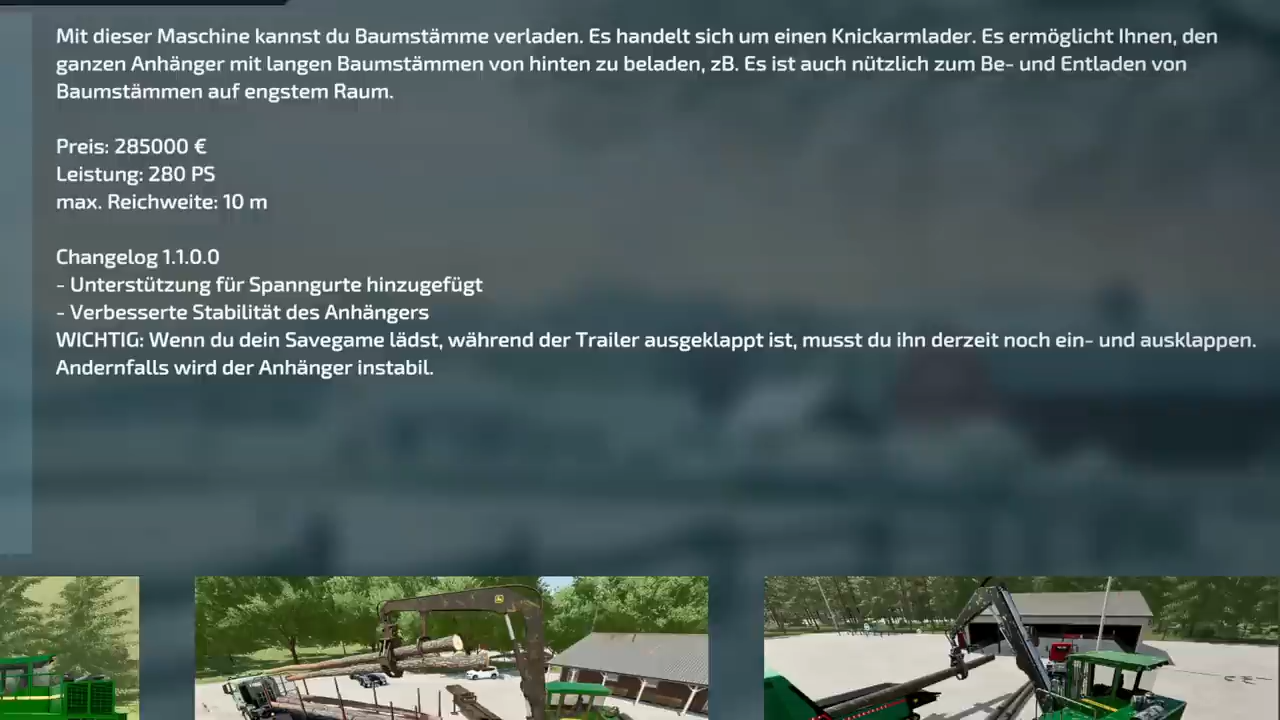 Mit dieser Maschine kannst du Baumstämme verladen. Es handelt sich um einen Knickarmlader. Es ermöglicht Ihnen, den
ganzen Anhänger mit langen Baumstämmen von hinten zu beladen, zB. Es ist auch nützlich zum Be- und Entladen von
Baumstämmen auf engstem Raum.
Preis: 285000 €
Leistung: 280 PS
max. Reichweite: 10 m
Changelog 1.1.0.0
- Unterstützung für Spanngurte hinzugefügt
- Verbesserte Stabilität des Anhängers
WICHTIG: Wenn du dein Savegame lädst, während der Trailer ausgeklappt ist, musst du ihn derzeit noch ein- und ausklappen.
Andernfalls wird der Anhänger instabil.